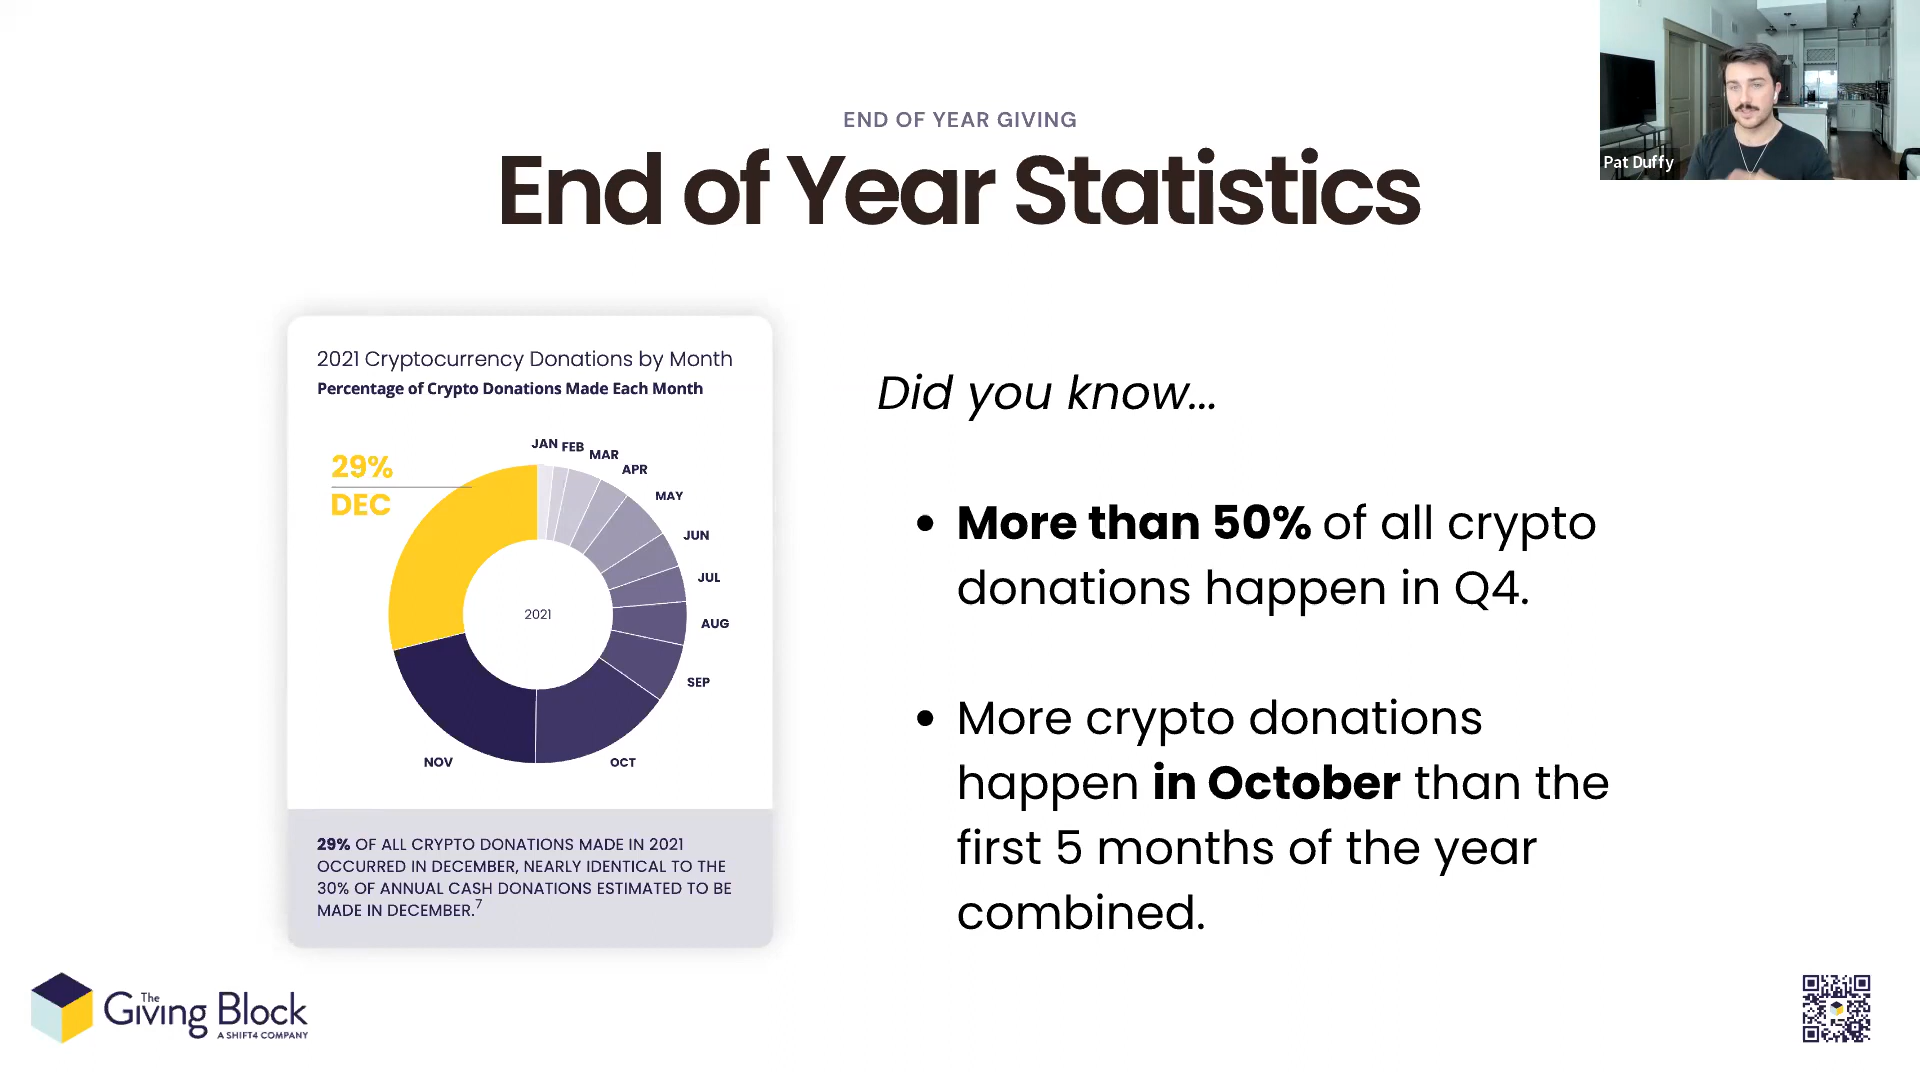 END OF YEAR GIVING
End of Year Statistics
Pat Duffy
2021 Cryptocurrency Donations by Month
Percentage of Crypto Donations Made Each Month
29%
DEC
JAN
FEB
MAR
APR
MAY
JUN
JUL
AUG
SEP
OCT
NOV
2021
29% OF ALL CRYPTO DONATIONS MADE IN 2021
OCCURRED IN DECEMBER, NEARLY IDENTICAL TO THE
30% OF ANNUAL CASH DONATIONS ESTIMATED TO BE
MADE IN DECEMBER.7
Did you know...
• More than 50% of all crypto
donations happen in Q4.
• More crypto donations
happen in October than the
first 5 months of the year
combined.
The
Giving Block
A SHIFT4 COMPANY